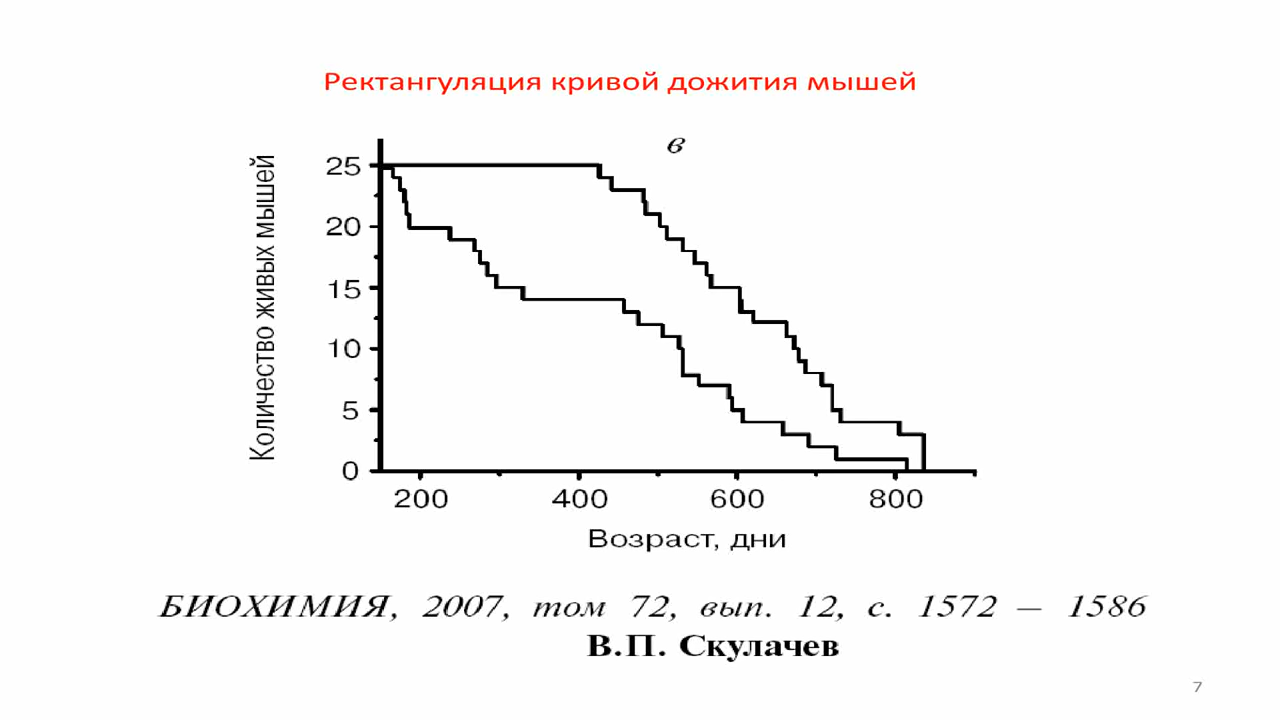 Ректангуляция кривой дожития мышей
в
Количество живых мышей
25
20
15
10
5
0
200 400 600 800
Возраст, дни
БИОХИМИЯ, 2007, том 72, вып. 12, с. 1572 – 1586
В.П. Скулачев
7